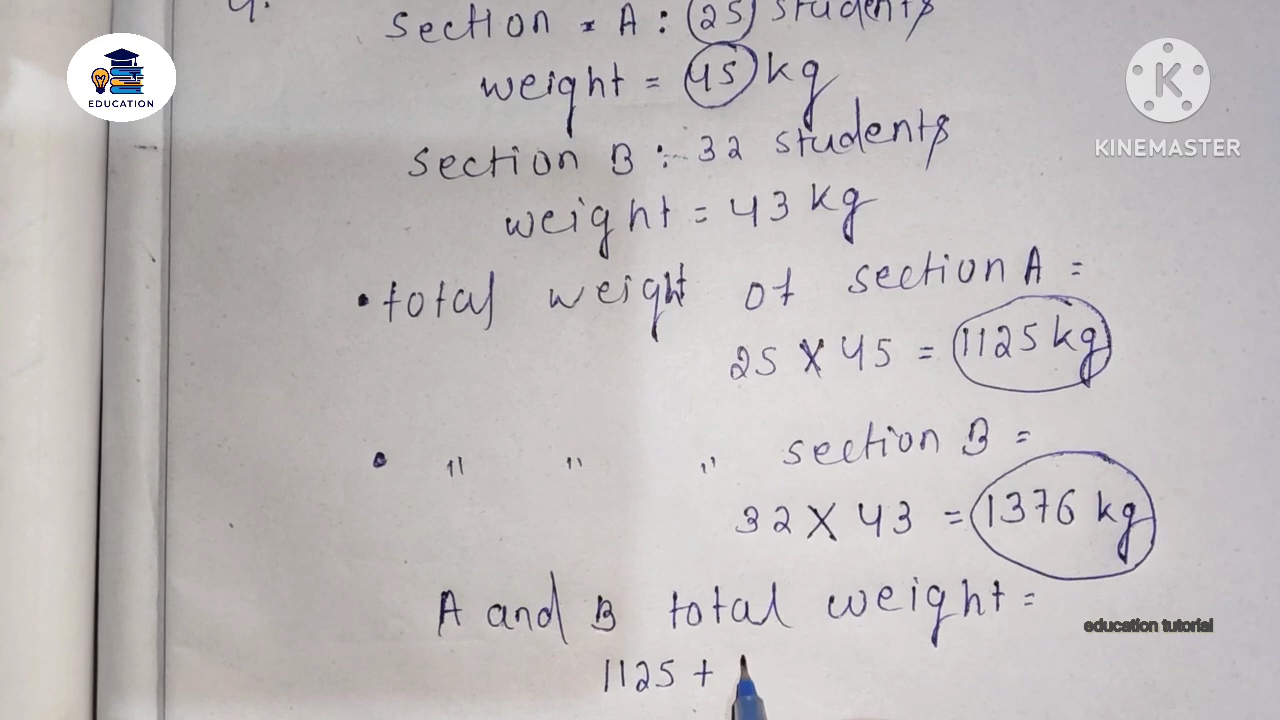 4.
section A : 25 students
weight = 45 kg
section B :- 32 students
weight = 43 kg
• total weight of section A =
25 X 45 = 1125 kg
• " " " section B =
32 X 43 = 1376 kg
A and B total weight =
1125 +
EDUCATION
K
KINEMASTER
education tutorial